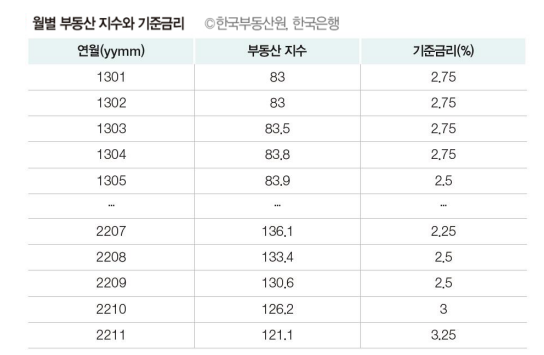 월별 부동산 지수와 기준금리 ©한국부동산원, 한국은행
연월(yymm) 부동산 지수 기준금리(%)
1301 83 2.75
1302 83 2.75
1303 83.5 2.75
1304 83.8 2.75
1305 83.9 2.5
... ... ...
2207 136.1 2.25
2208 133.4 2.5
2209 130.6 2.5
2210 126.2 3
2211 121.1 3.25